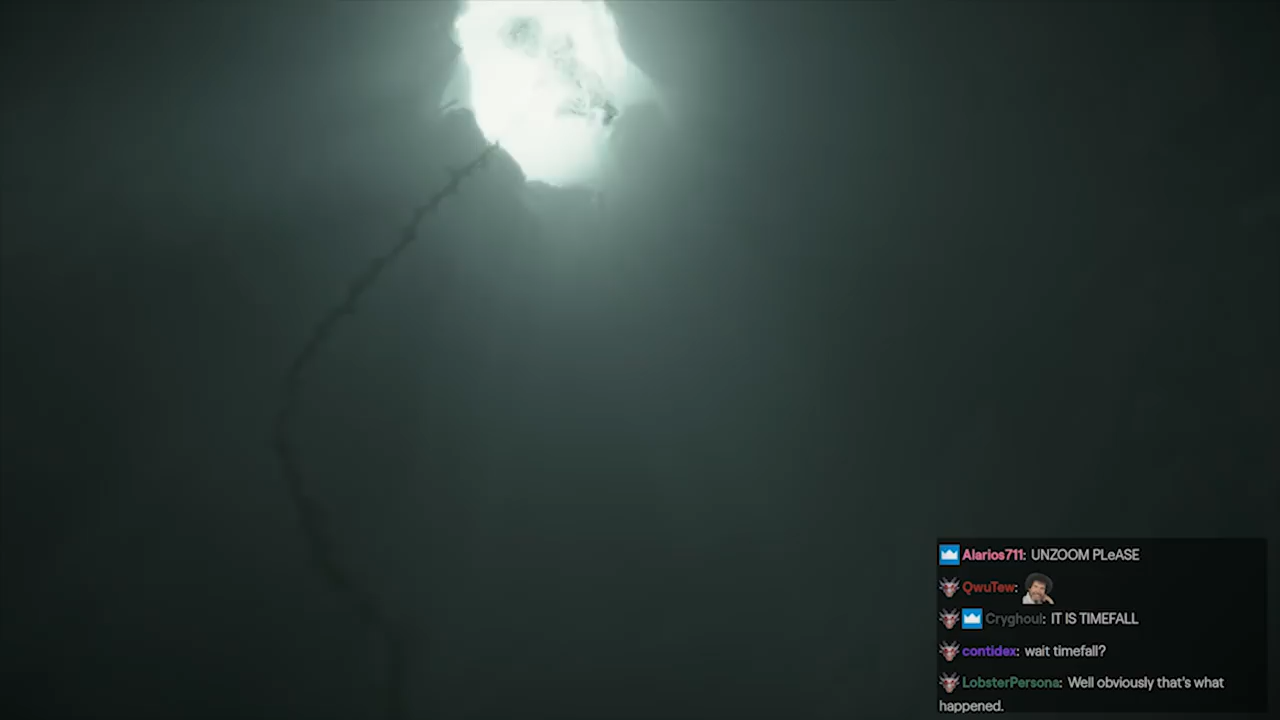 Alarios711: UNZOOM PLeASE
QwuTew:
Cryghoul: IT IS TIMEFALL
contidex: wait timefall?
LobsterPersona: Well obviously that's what
happened.